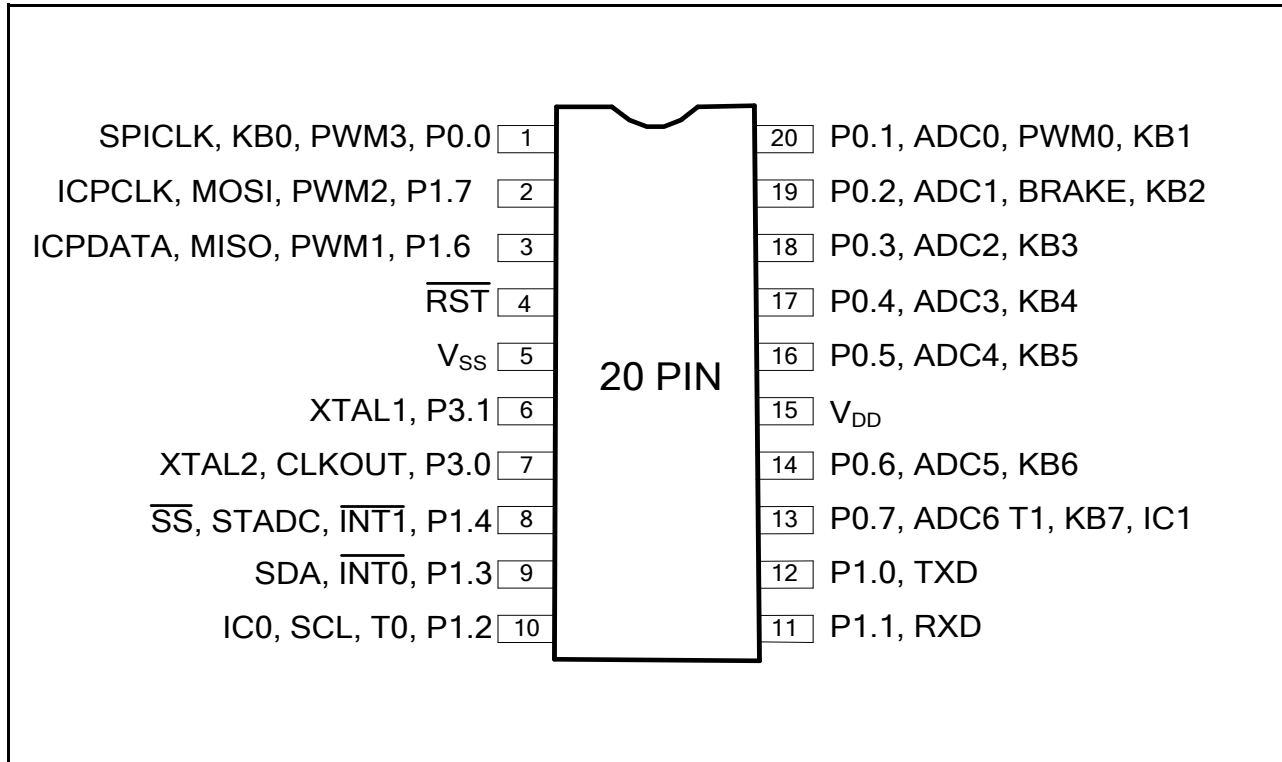 SPICLK, KB0, PWM3, P0.0 1 20 P0.1, ADC0, PWM0, KB1
ICPCLK, MOSI, PWM2, P1.7 2 19 P0.2, ADC1, BRAKE, KB2
ICPDATA, MISO, PWM1, P1.6 3 18 P0.3, ADC2, KB3
R̅S̅T̅ 4 17 P0.4, ADC3, KB4
VSS 5 16 P0.5, ADC4, KB5
20 PIN
XTAL1, P3.1 6 15 VDD
XTAL2, CLKOUT, P3.0 7 14 P0.6, ADC5, KB6
S̅S̅, STADC, I̅N̅T̅1̅, P1.4 8 13 P0.7, ADC6 T1, KB7, IC1
SDA, I̅N̅T̅0̅, P1.3 9 12 P1.0, TXD
IC0, SCL, T0, P1.2 10 11 P1.1, RXD